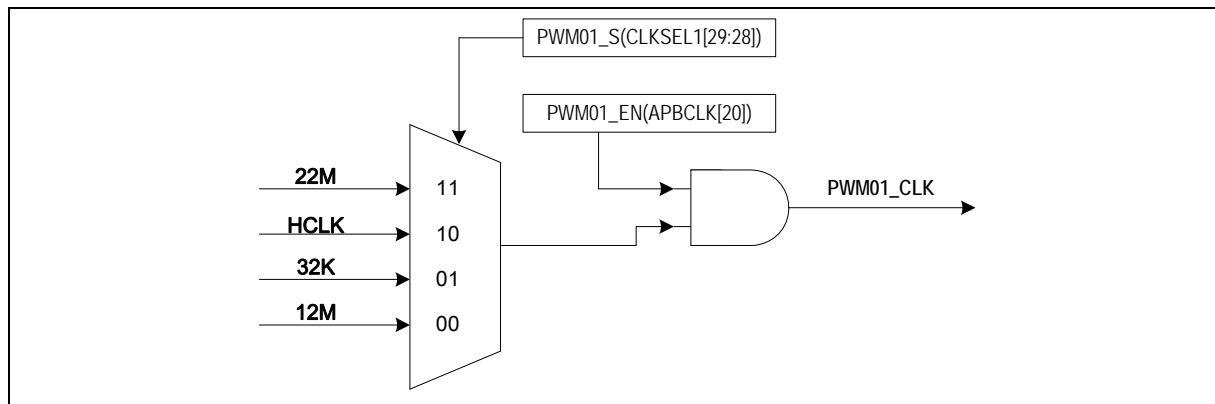 PWM01_S(CLKSEL1[29:28])
PWM01_EN(APBCLK[20])
22M
11
PWM01_CLK
HCLK
10
32K
01
12M
00